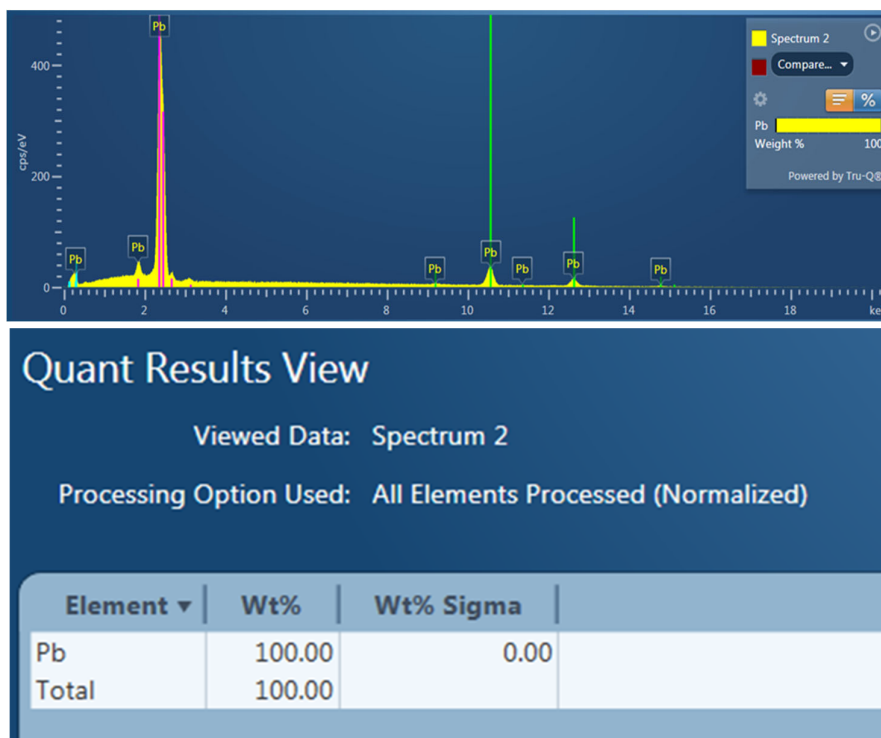 Pb
400
200
0
cps/eV
Pb
Pb
Pb
Pb
Pb
Pb
Pb
0 2 4 6 8 10 12 14 16 18 ke
Spectrum 2
Compare...
%
Pb
Weight % 100
Powered by Tru-Q®
Quant Results View
Viewed Data: Spectrum 2
Processing Option Used: All Elements Processed (Normalized)
Element Wt% Wt% Sigma
Pb 100.00 0.00
Total 100.00